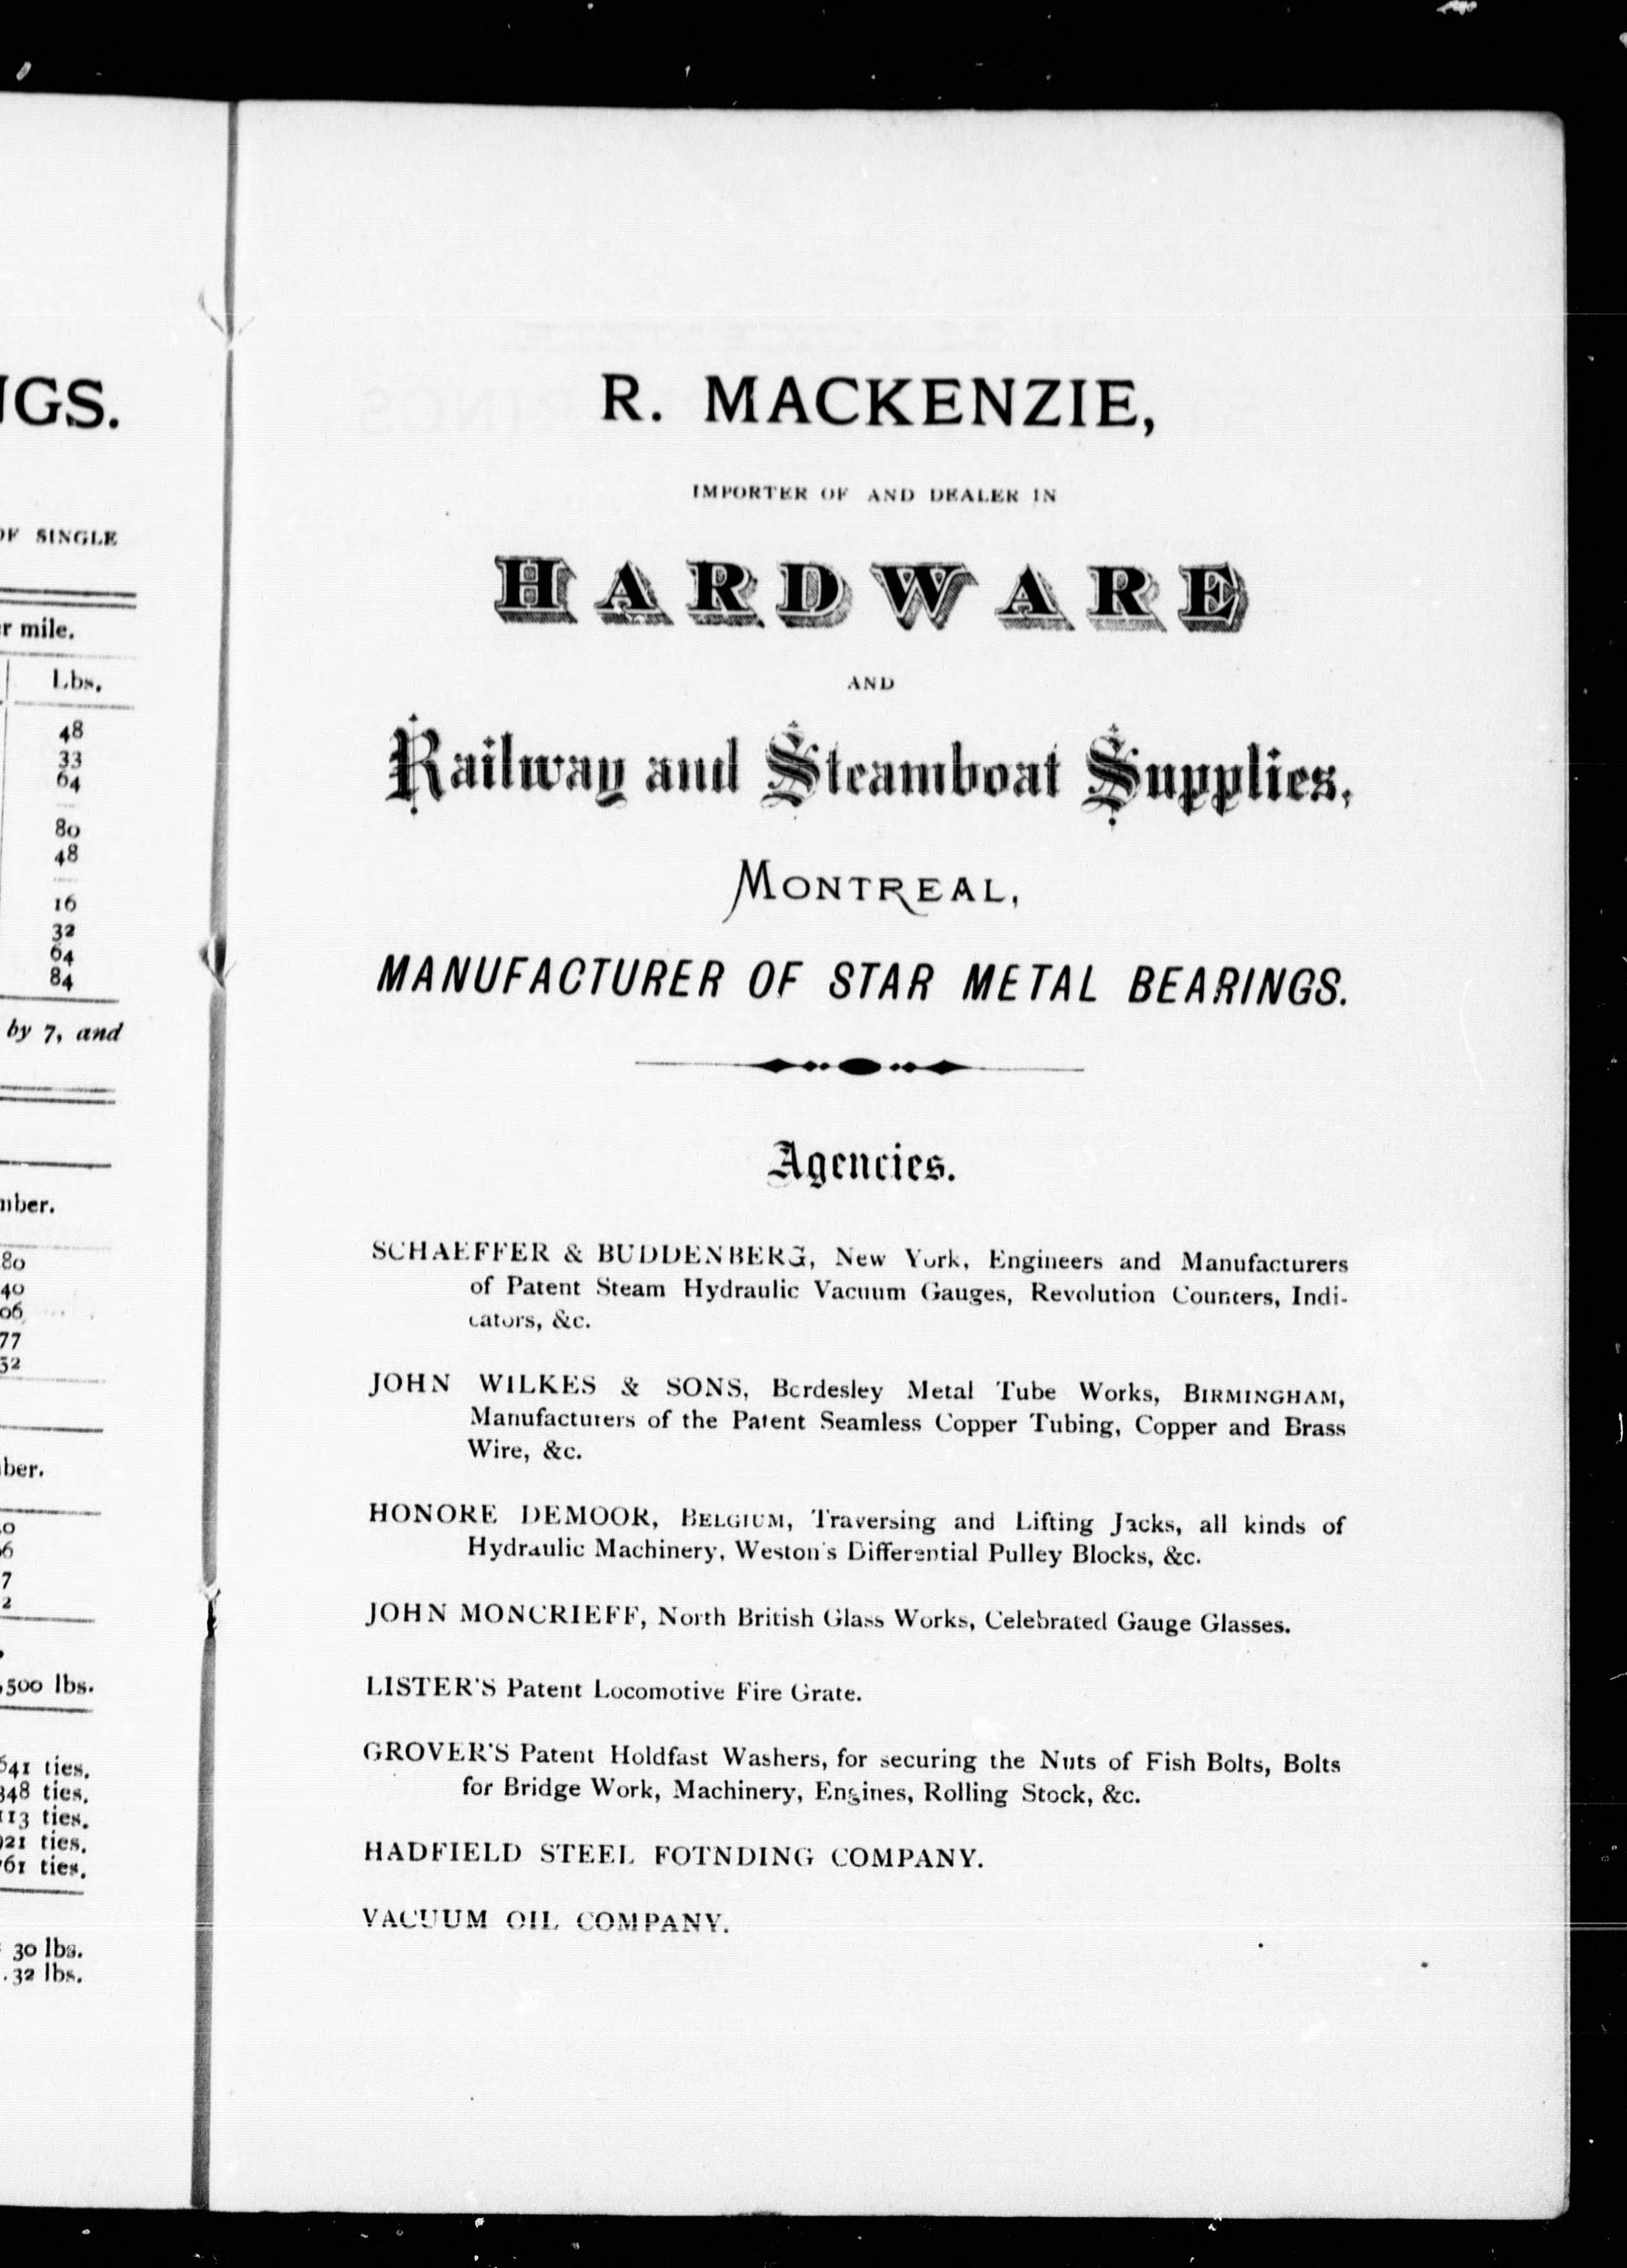 IGS.
OF SINGLE
r mile.
Lbs.
48
33
64
80
48
16
32
64
84
by 7, and
nber.
80
40
06
77
52
ber.
0
6
7
2
,500 lbs.
641 ties.
348 ties.
113 ties.
921 ties.
761 ties.
30 lbs.
.32 lbs.
R. MACKENZIE,
IMPORTER OF AND DEALER IN
HARDWARE
AND
Railway and Steamboat Supplies,
MONTREAL,
MANUFACTURER OF STAR METAL BEARINGS.
Agencies.
SCHAEFFER & BUDDENBERG, New York, Engineers and Manufacturers
of Patent Steam Hydraulic Vacuum Gauges, Revolution Counters, Indi-
cators, &c.
JOHN WILKES & SONS, Bordesley Metal Tube Works, BIRMINGHAM,
Manufacturers of the Patent Seamless Copper Tubing, Copper and Brass
Wire, &c.
HONORE DEMOOR, BELGIUM, Traversing and Lifting Jacks, all kinds of
Hydraulic Machinery, Weston's Differential Pulley Blocks, &c.
JOHN MONCRIEFF, North British Glass Works, Celebrated Gauge Glasses.
LISTER'S Patent Locomotive Fire Grate.
GROVER'S Patent Holdfast Washers, for securing the Nuts of Fish Bolts, Bolts
for Bridge Work, Machinery, Engines, Rolling Stock, &c.
HADFIELD STEEL FOTNDING COMPANY.
VACUUM OIL COMPANY.